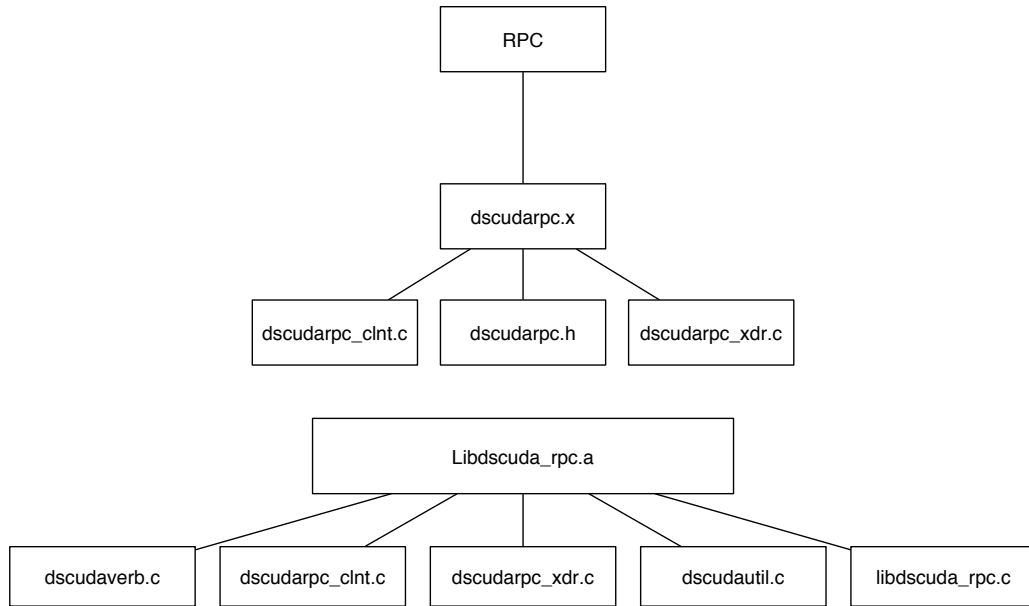 RPC
dscudarpc.x
dscudarpc_clnt.c
dscudarpc.h
dscudarpc_xdr.c
Libdscuda_rpc.a
dscudaverb.c
dscudarpc_clnt.c
dscudarpc_xdr.c
dscudautil.c
libdscuda_rpc.c